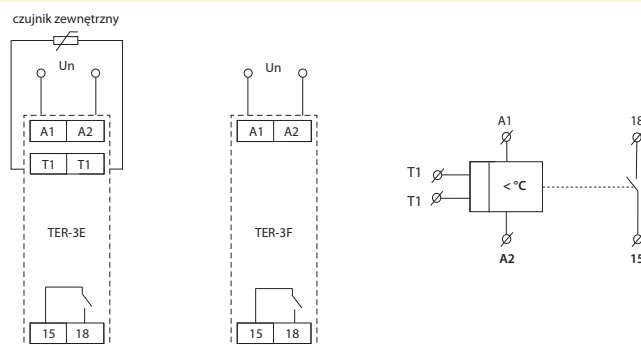 czujnik zewnętrzny
Un
A1 A2
T1 T1
TER-3E
15 18
Un
A1 A2
TER-3F
15 18
A1
18
T1
T1
< °C
A2
15